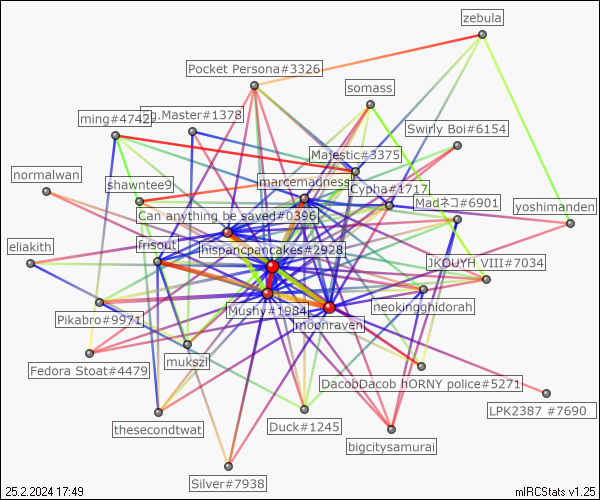 zebula
Pocket Persona#3326
somass
ming#4742
g.Master#1378
Swirly Boi#6154
Majestic#3375
normalwan
shawntee9
marcemadness
Cypha#1717
Madネコ#6901
yoshimanden
Can anything be saved#0396
eliakith
frisout
hispancpancakes#2928
JKOUYH VIII#7034
Pikabro#9971
Mushy#1984
neokingghidorah
moonraven
mukszi
Fedora Stoat#4479
DacobDacob hORNY police#5271
LPK2387 #7690
thesecondtwat
Duck#1245
bigcitysamurai
Silver#7938
25.2.2024 17:49
mIRCStats v1.25